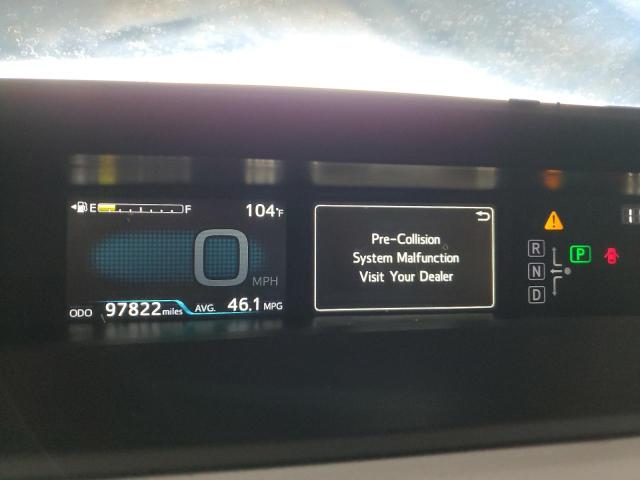 E F 104°F
0 MPH
ODO 97822 miles AVG. 46.1 MPG
Pre-Collision
System Malfunction
Visit Your Dealer
R
N
D
P